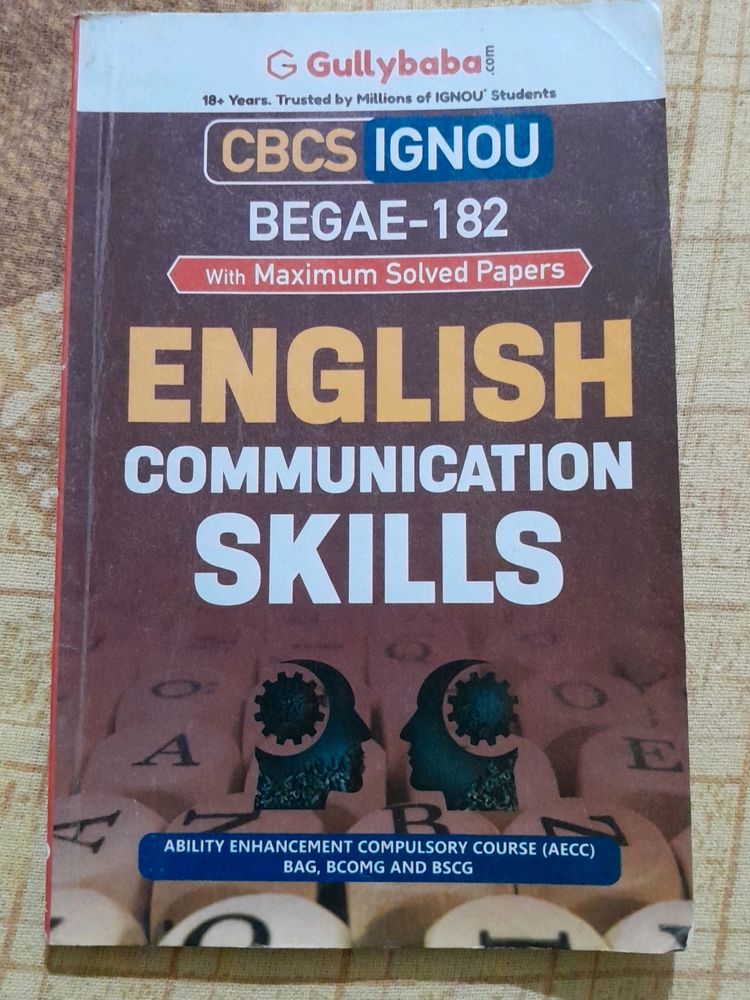 Gullybaba.com
18+ Years. Trusted by Millions of IGNOU* Students
CBCS IGNOU
BEGAE-182
With Maximum Solved Papers
ENGLISH
COMMUNICATION
SKILLS
Q
O
O
A
E
A
N
B
Z
ABILITY ENHANCEMENT COMPULSORY COURSE (AECC)
BAG, BCOMG AND BSCG
O